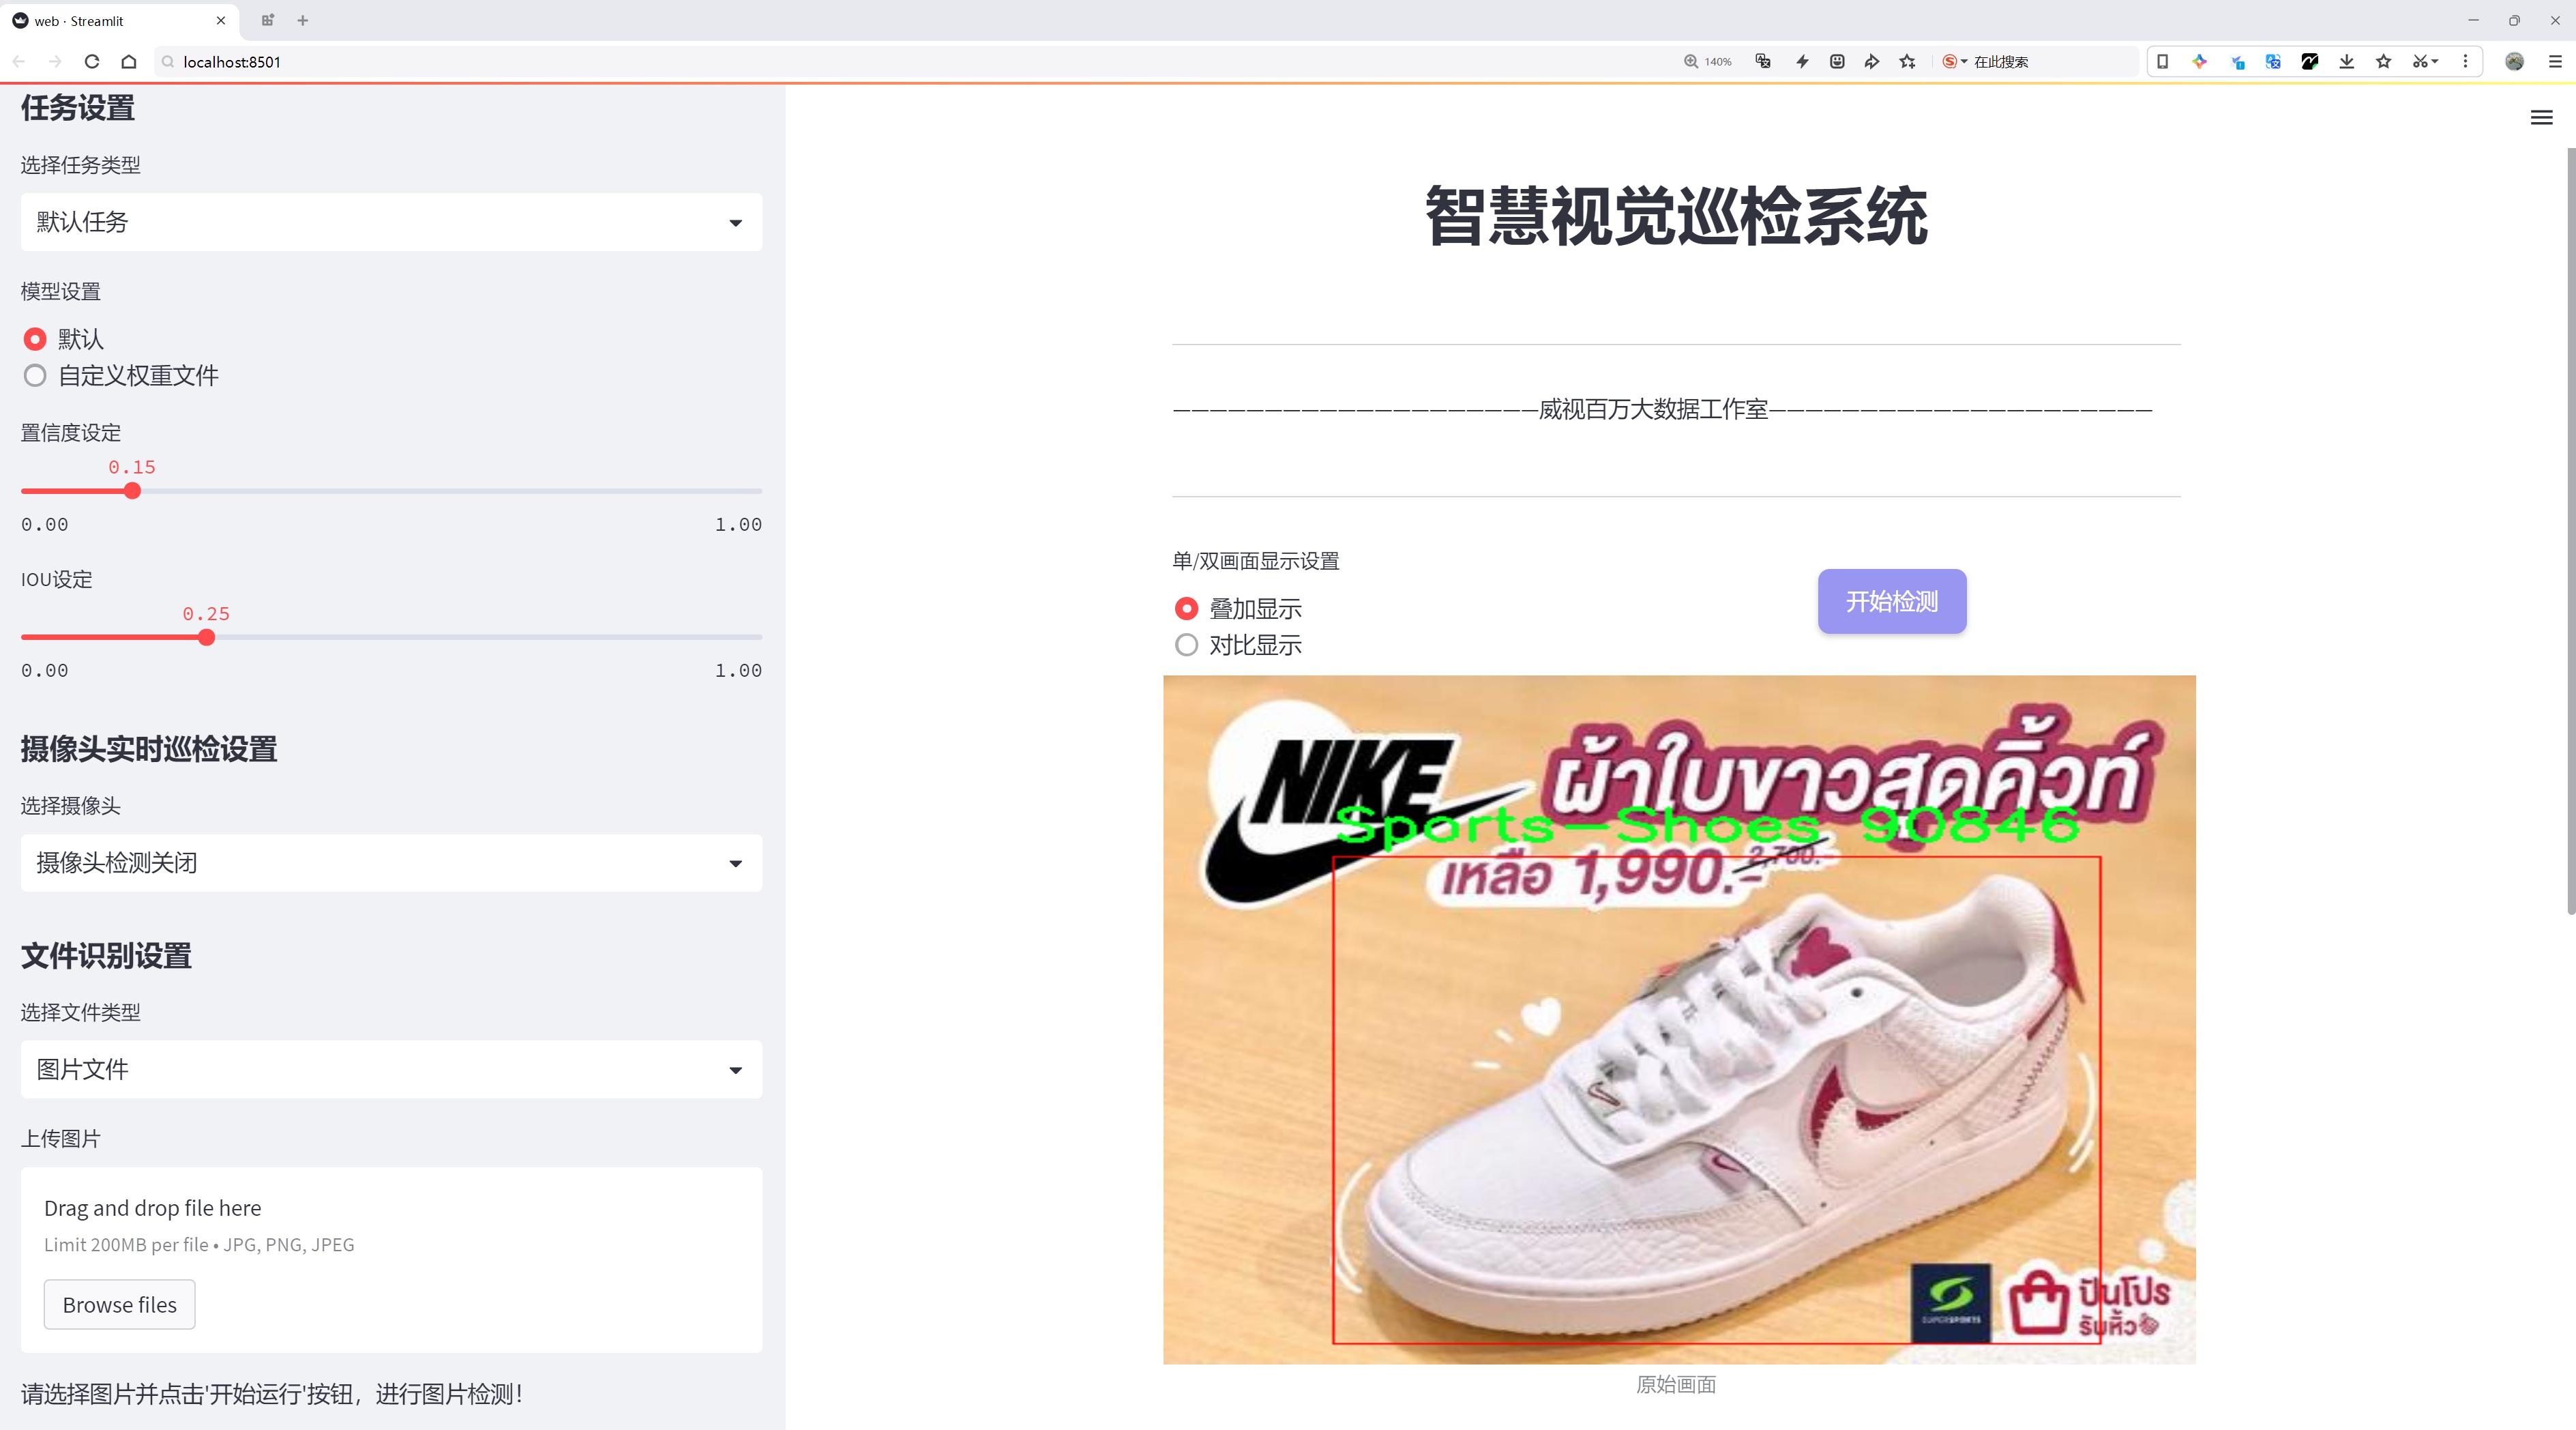 web · Streamlit
localhost:8501
140%
在此搜索
任务设置
选择任务类型
默认任务
模型设置
默认
自定义权重文件
置信度设定
0.15
0.00 1.00
IOU设定
0.25
0.00 1.00
摄像头实时巡检设置
选择摄像头
摄像头检测关闭
文件识别设置
选择文件类型
图片文件
上传图片
Drag and drop file here
Limit 200MB per file • JPG, PNG, JPEG
Browse files
请选择图片并点击'开始运行'按钮，进行图片检测！
智慧视觉巡检系统
————————————————————威视百万大数据工作室—————————————————————
单/双画面显示设置
叠加显示
对比显示
开始检测
NIKE
ผ้าใบขาวสุดคิ้วท์
Sports-Shoes 90846
เหลือ 1,990.- 2,700.-
SUPERSPORTS
ปันโปร
รับหิ้ว
原始画面